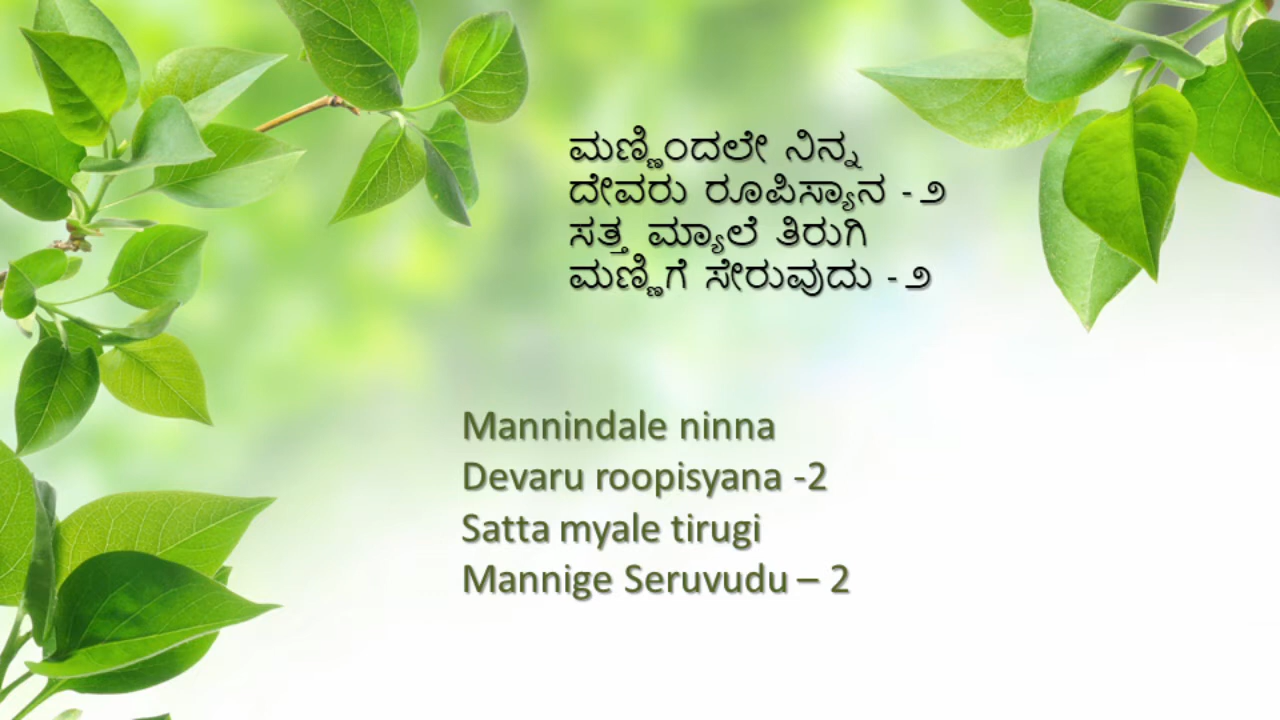 ಮಣ್ಣಿಂದಲೇ ನಿನ್ನ
ದೇವರು ರೂಪಿಸ್ಯಾನ - ೨
ಸತ್ತ ಮ್ಯಾಲೆ ತಿರುಗಿ
ಮಣ್ಣಿಗೆ ಸೇರುವುದು - ೨
Mannindale ninna
Devaru roopisyana -2
Satta myale tirugi
Mannige Seruvudu – 2